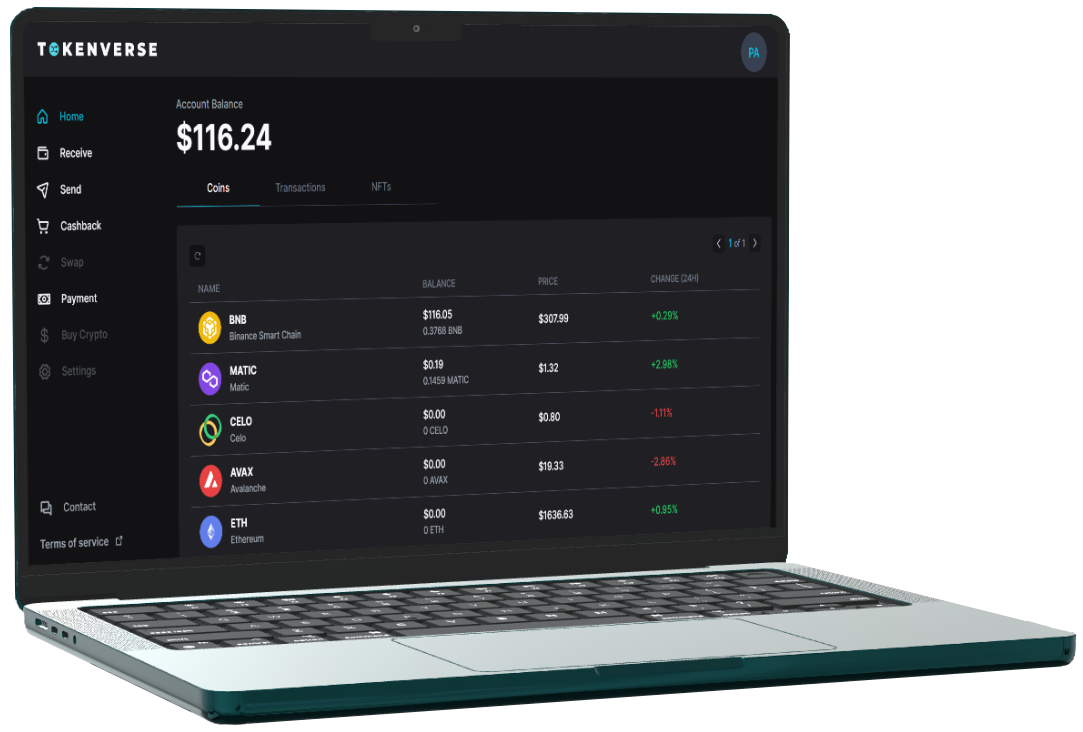 TOKENVERSE
PA
Home
Receive
Send
Cashback
Swap
Payment
Buy Crypto
Settings
Contact
Terms of service
Account Balance
$116.24
Coins Transactions NFTs
1 of 1
NAME BALANCE PRICE CHANGE (24H)
BNB $116.05 $307.99 +0.29%
Binance Smart Chain 0.3768 BNB
MATIC $0.19 $1.32 +2.98%
Matic 0.1459 MATIC
CELO $0.00 $0.80 -1.11%
Celo 0 CELO
AVAX $0.00 $19.33 -2.86%
Avalanche 0 AVAX
ETH $0.00 $1636.63 +0.95%
Ethereum 0 ETH